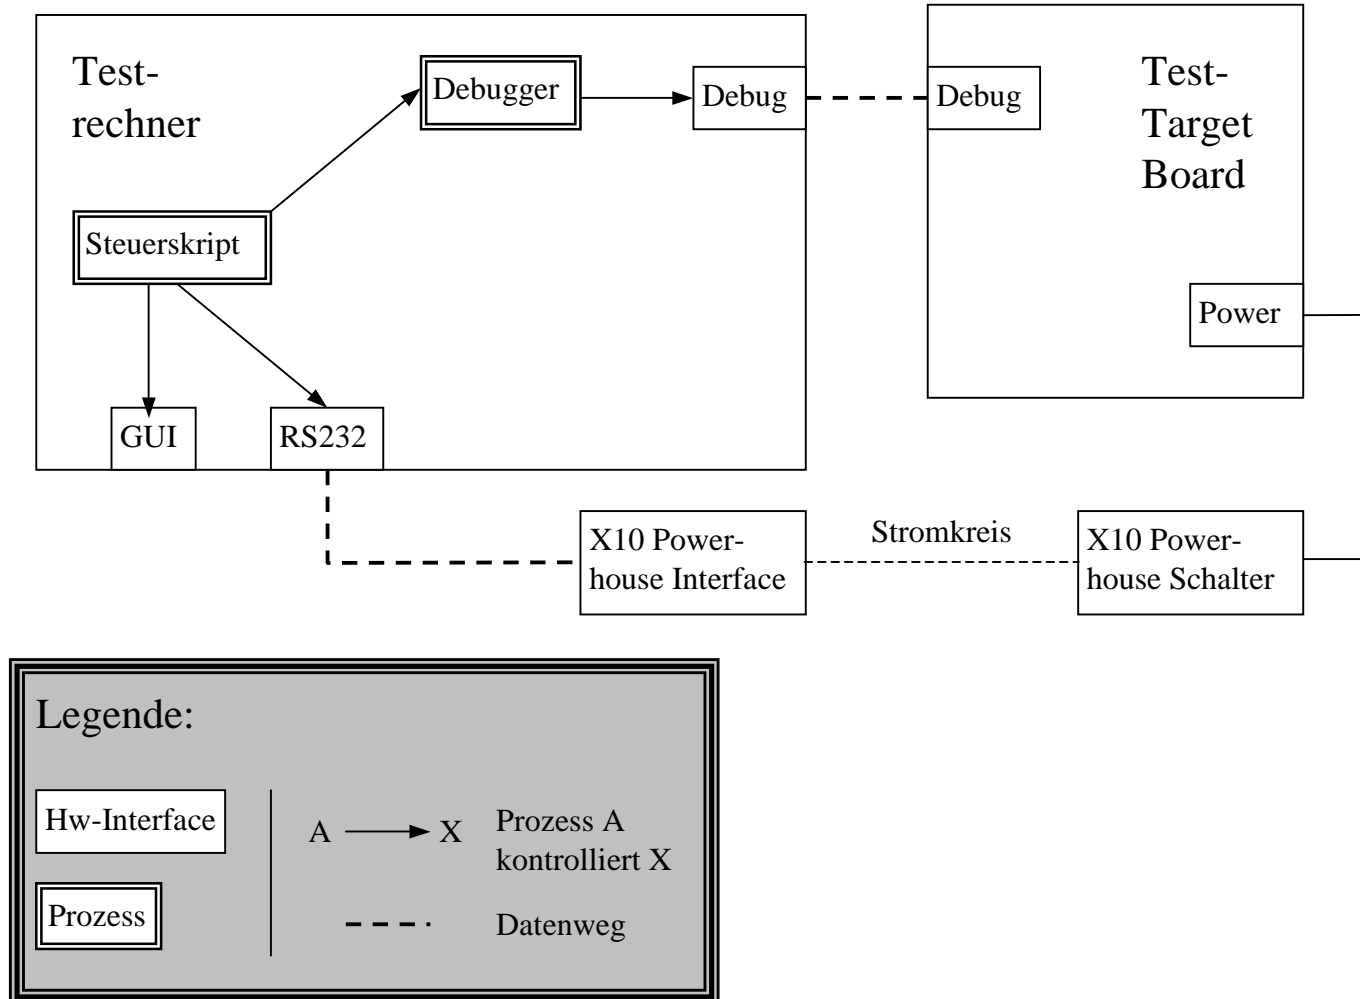 Test-
rechner
Debugger
Debug
Debug
Test-
Target
Board
Steuerskript
Power
GUI
RS232
X10 Power-
house Interface
Stromkreis
X10 Power-
house Schalter
Legende:
Hw-Interface
Prozess
A
X
Prozess A
kontrolliert X
Datenweg